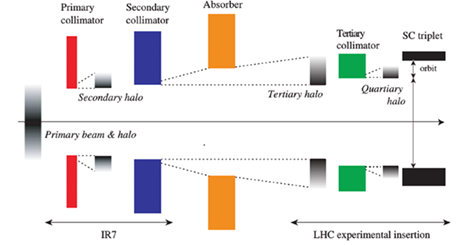 Primary
collimator
Secondary
collimator
Absorber
Tertiary
collimator
SC triplet
orbit
Secondary halo
Tertiary halo
Quartiary
halo
Primary beam & halo
IR7
LHC experimental insertion